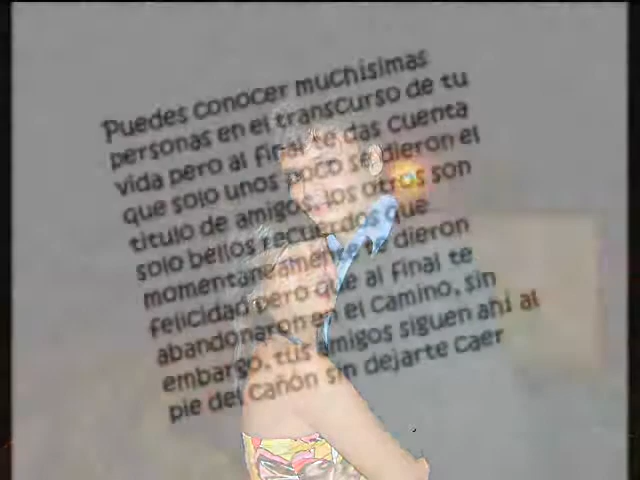 Puedes conocer muchisimas
personas en el transcurso de tu
vida pero al final te das cuenta
que solo unos poco se dieron el
titulo de amigos, los otros son
solo bellos recuerdos que
momentaneamente te dieron
felicidad pero que al final te
abandonaron en el camino, sin
embargo, tus amigos siguen ahi al
pie del cañón sin dejarte caer